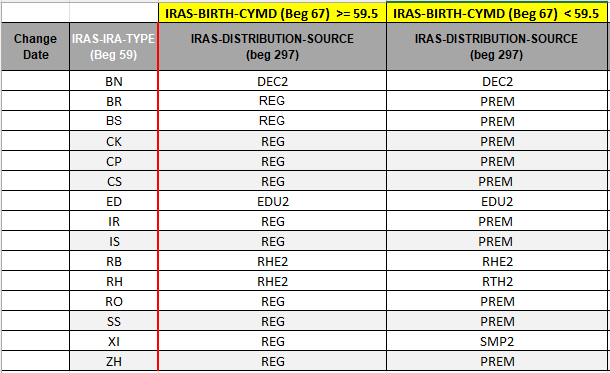 IRAS-BIRTH-CYMD (Beg 67) >= 59.5 IRAS-BIRTH-CYMD (Beg 67) < 59.5
Change Date IRAS-IRA-TYPE (Beg 59) IRAS-DISTRIBUTION-SOURCE (beg 297) IRAS-DISTRIBUTION-SOURCE (beg 297)
BN DEC2 DEC2
BR REG PREM
BS REG PREM
CK REG PREM
CP REG PREM
CS REG PREM
ED EDU2 EDU2
IR REG PREM
IS REG PREM
RB RHE2 RHE2
RH RHE2 RTH2
RO REG PREM
SS REG PREM
XI REG SMP2
ZH REG PREM